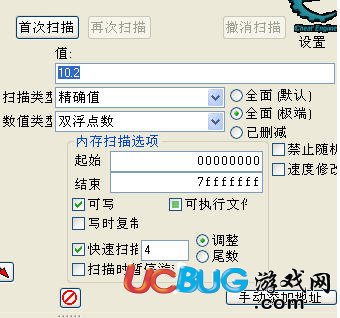 首次扫描 再次扫描 撤消扫描
Cheat Engine
设置
值:
10.2
扫描类型 精确值 全面(默认)
数值类型 双浮点数 全面(极端)
已删减
内存扫描选项
禁止随机
起始 00000000
速度修改
结束 7fffffff
可写 可执行文件
写时复制
快速扫描 4 调整
尾数
扫描时暂停游
UCBUG游戏网
.com
手动添加地址